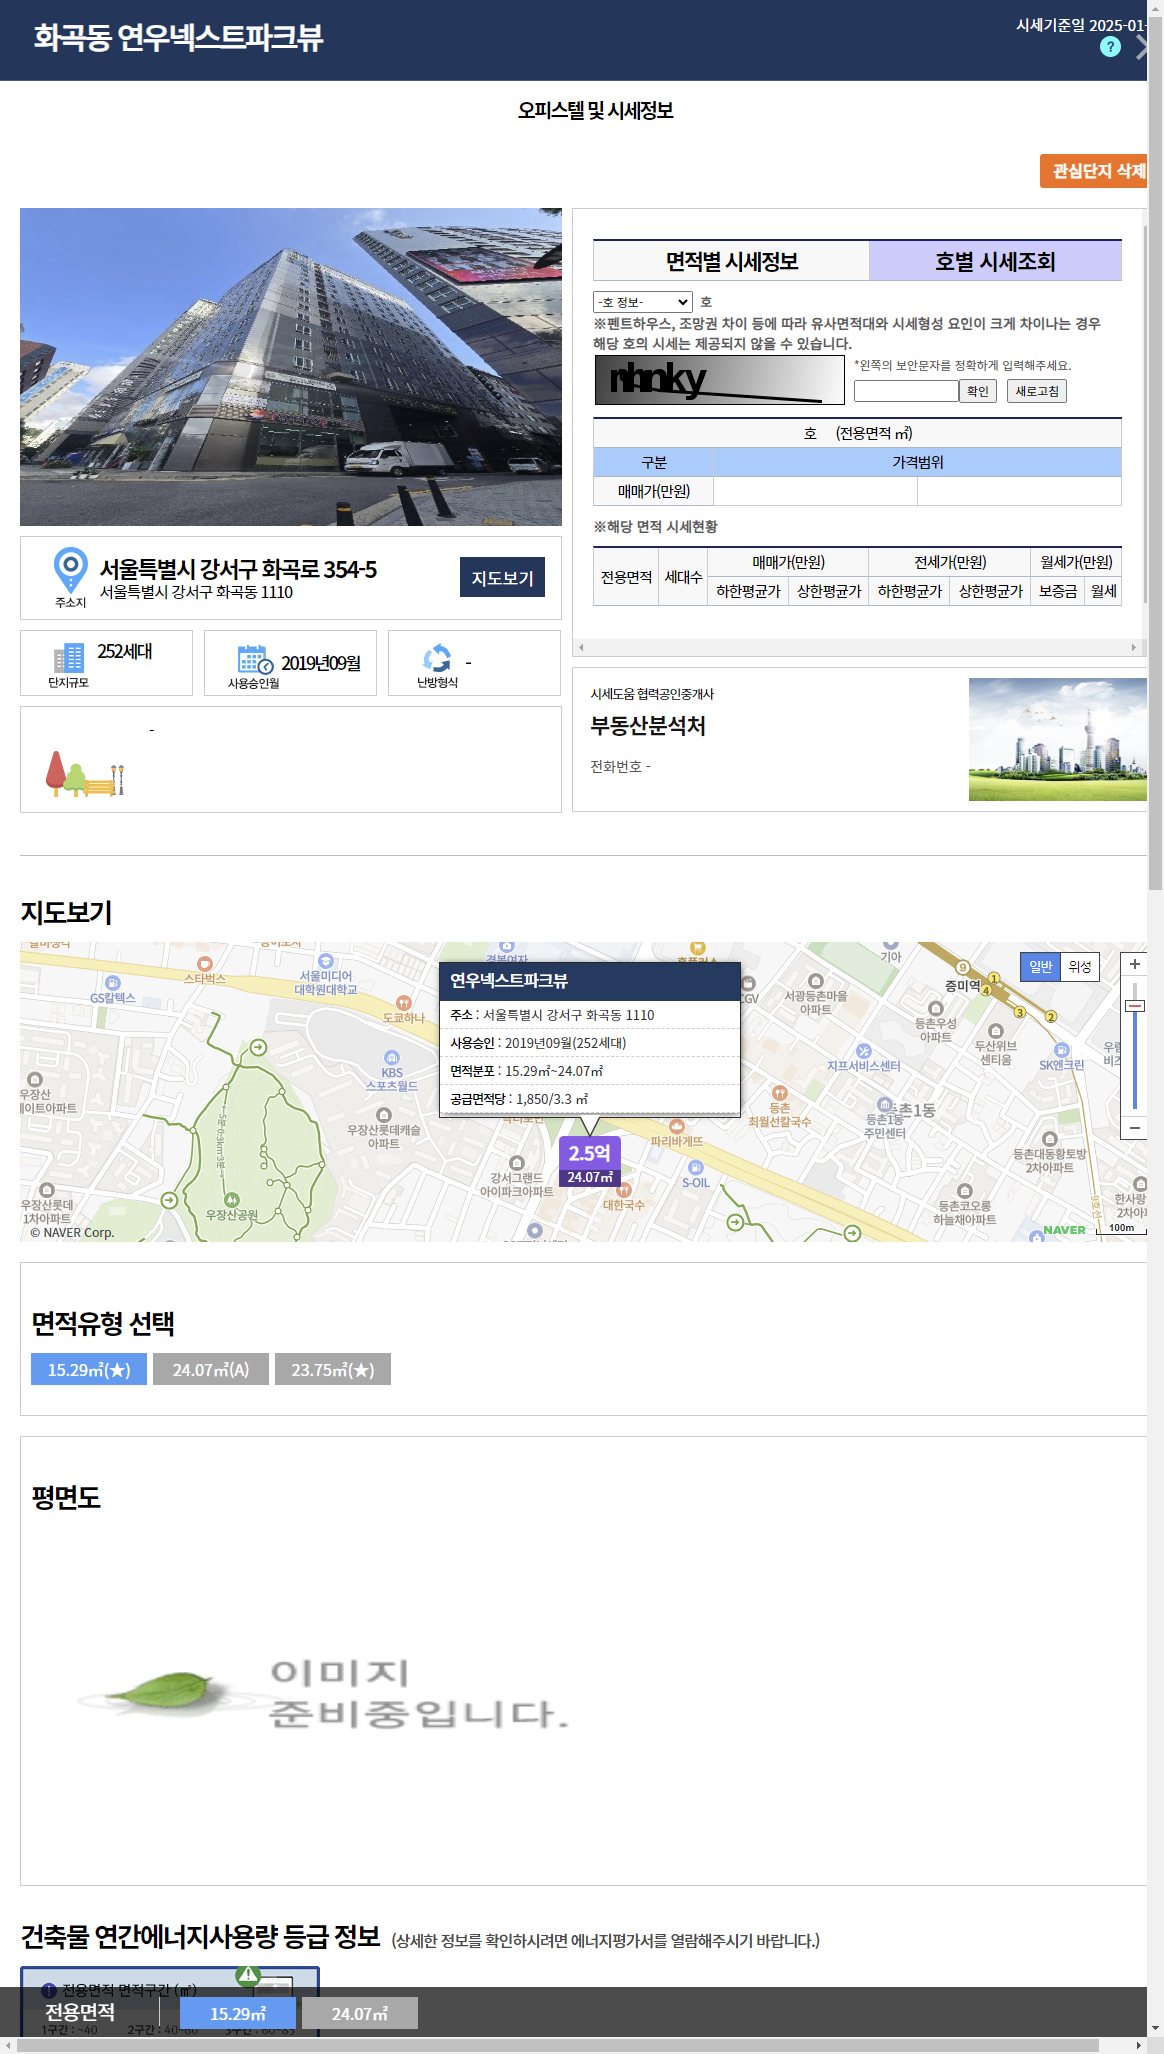 화곡동 연우넥스트파크뷰
시세기준일 2025-01-
?
오피스텔 및 시세정보
관심단지 삭제
면적별 시세정보
호별 시세조회
-호 정보-
호
※펜트하우스, 조망권 차이 등에 따라 유사면적대와 시세형성 요인이 크게 차이나는 경우
해당 호의 시세는 제공되지 않을 수 있습니다.
*왼쪽의 보안문자를 정확하게 입력해주세요.
확인
새로고침
호 (전용면적 ㎡)
구분 가격범위
매매가(만원)
※해당 면적 시세현황
전용면적 세대수 매매가(만원) 전세가(만원) 월세가(만원)
하한평균가 상한평균가 하한평균가 상한평균가 보증금 월세
서울특별시 강서구 화곡로 354-5
서울특별시 강서구 화곡동 1110
주소지
지도보기
252세대
단지규모
2019년09월
사용승인월
-
난방형식
-
시세도움 협력공인중개사
부동산분석처
전화번호 -
지도보기
스타벅스
GS칼텍스
서울미디어
대학원대학교
도쿄하나
KBS
스포츠월드
우장산
우장산롯데캐슬
아파트
우장산롯데
1차아파트
우장산공원
강서그랜드
아이파크아파트
대한국수
파리바게뜨
S-OIL
CGV
기아
서광등촌마을
아파트
증미역
9
1
4
3
2
등촌우성
아파트
두산위브
센티움
SK엔크린
지프서비스센터
등촌
최월선칼국수
등촌1동
등촌1동
주민센터
등촌대동황토방
2차아파트
등촌코오롱
하늘채아파트
9호선
일반
위성
연우넥스트파크뷰
주소 : 서울특별시 강서구 화곡동 1110
사용승인 : 2019년09월(252세대)
면적분포 : 15.29㎡~24.07㎡
공급면적당 : 1,850/3.3 ㎡
2.5억
24.07㎡
© NAVER Corp.
NAVER
100m
면적유형 선택
15.29㎡(★)
24.07㎡(A)
23.75㎡(★)
평면도
이미지
준비중입니다.
건축물 연간에너지사용량 등급 정보 (상세한 정보를 확인하시려면 에너지평가서를 열람해주시기 바랍니다.)
전용면적 면적구간 (㎡)
전용면적
15.29㎡
24.07㎡
1구간 : ~40 2구간 : 40~60 3구간 : 60~85